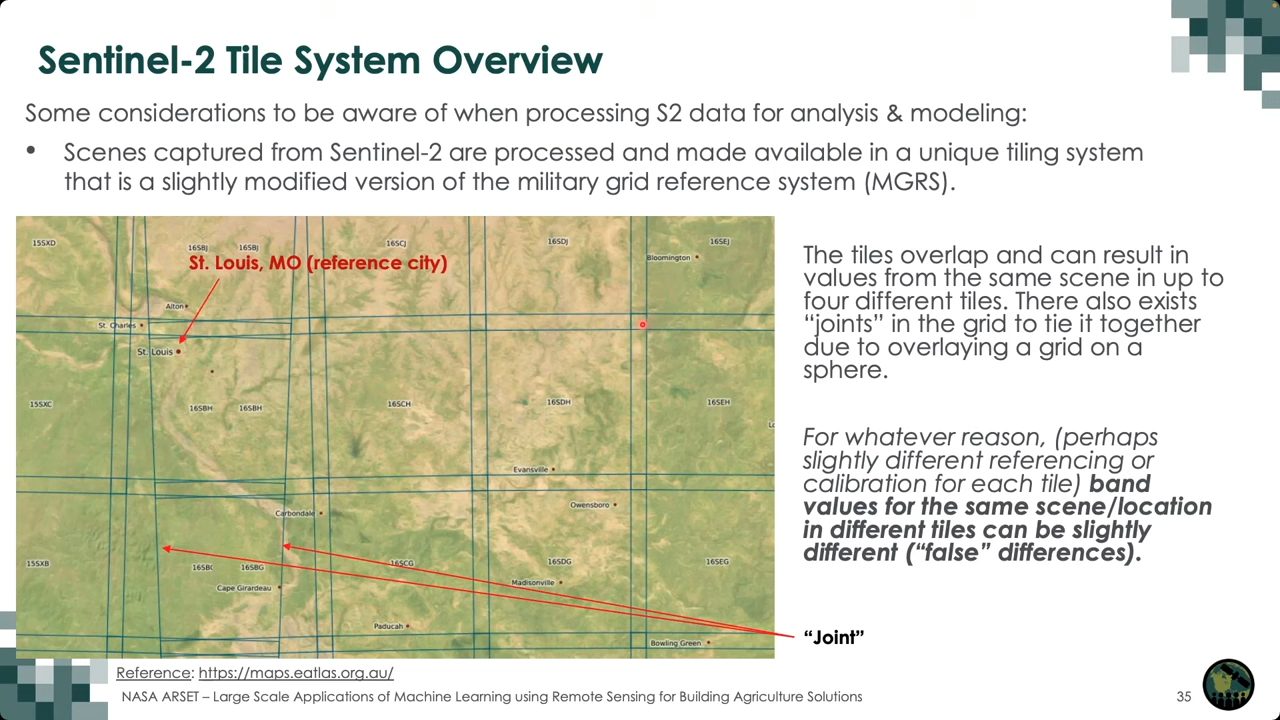 Sentinel-2 Tile System Overview
Some considerations to be aware of when processing S2 data for analysis & modeling:
• Scenes captured from Sentinel-2 are processed and made available in a unique tiling system
that is a slightly modified version of the military grid reference system (MGRS).
15SXD
16SBJ
16SBJ
16SCJ
16SDJ
16SEJ
St. Louis, MO (reference city)
Bloomington
Alton
St. Charles
St. Louis
15SXC
16SBH
16SBH
16SCH
16SDH
16SEH
Evansville
Owensboro
Carbondale
15SXB
16SBG
16SCG
16SDG
16SEG
Cape Girardeau
Madisonville
Paducah
Bowling Green
The tiles overlap and can result in
values from the same scene in up to
four different tiles. There also exists
“joints” in the grid to tie it together
due to overlaying a grid on a
sphere.
For whatever reason, (perhaps
slightly different referencing or
calibration for each tile) band
values for the same scene/location
in different tiles can be slightly
different (“false” differences).
“Joint”
Reference: https://maps.eatlas.org.au/
NASA ARSET – Large Scale Applications of Machine Learning using Remote Sensing for Building Agriculture Solutions
35